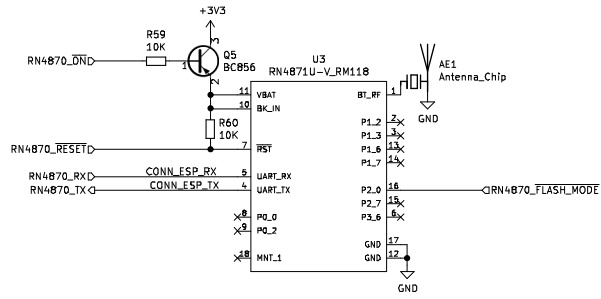 +3V3
R59
10K
RN4870_ON
Q5
BC856
3
1
2
U3
RN4871U-V_RM118
AE1
Antenna_Chip
GND
11 VBAT
10 BK_IN
R60
10K
RN4870_RESET
7 RST
RN4870_RX CONN_ESP_RX 5 UART_RX
RN4870_TX CONN_ESP_TX 4 UART_TX
8 P0_0
9 P0_2
18 MNT_1
BT_RF 1
P1_2 2
P1_3 3
P1_6 13
P1_7 14
P2_0 16 RN4870_FLASH_MODE
P2_7 15
P3_6 6
GND 17
GND 12
GND